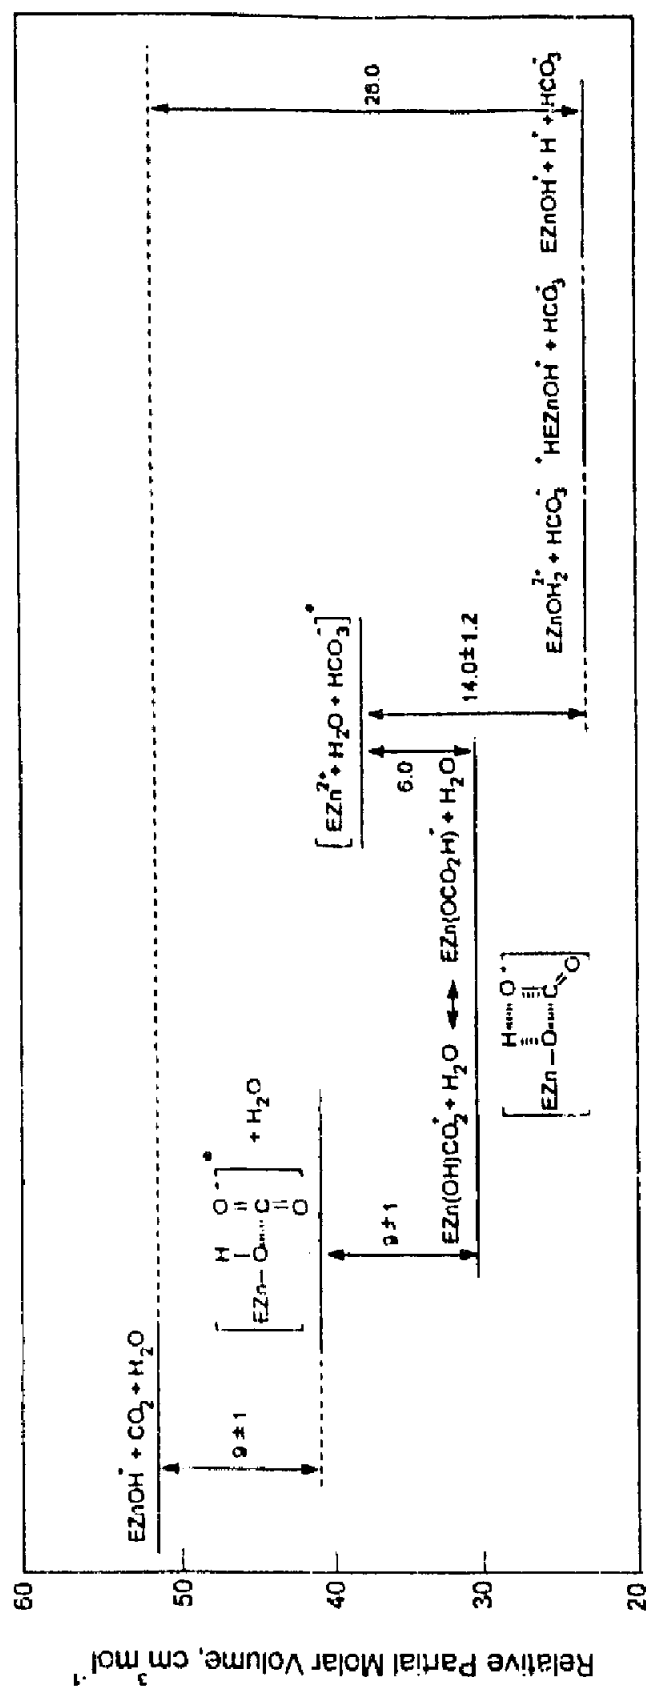 Relative Partial Molar Volume, cm³ mol⁻¹
60
50
40
30
20
EZnOH⁺ + CO₂ + H₂O
9 ± 1
28.0
[EZn–O(H)····C(=O)=O]* + H₂O
9 ± 1
[EZn²⁺ + H₂O + HCO₃⁻]*
6.0
14.0 ± 1.2
EZn(OH)CO₂⁺ + H₂O ↔ EZn(OCO₂H)⁺ + H₂O
EZnOH₂²⁺ + HCO₃⁻
⁺HEZnOH⁺ + HCO₃⁻
EZnOH⁺ + H⁺ + HCO₃⁻
H····O
EZn–O····C
O